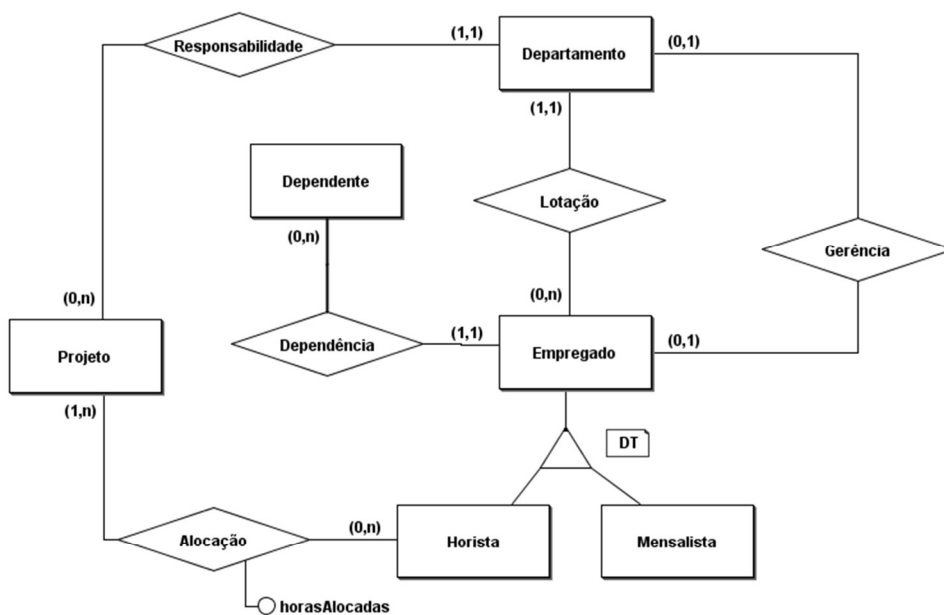 Responsabilidade
(1,1)
Departamento
(0,1)
(1,1)
Dependente
Lotação
(0,n)
Gerência
(0,n)
(0,n)
Projeto
Dependência
(1,1)
Empregado
(0,1)
(1,n)
DT
Alocação
(0,n)
Horista
Mensalista
horasAlocadas